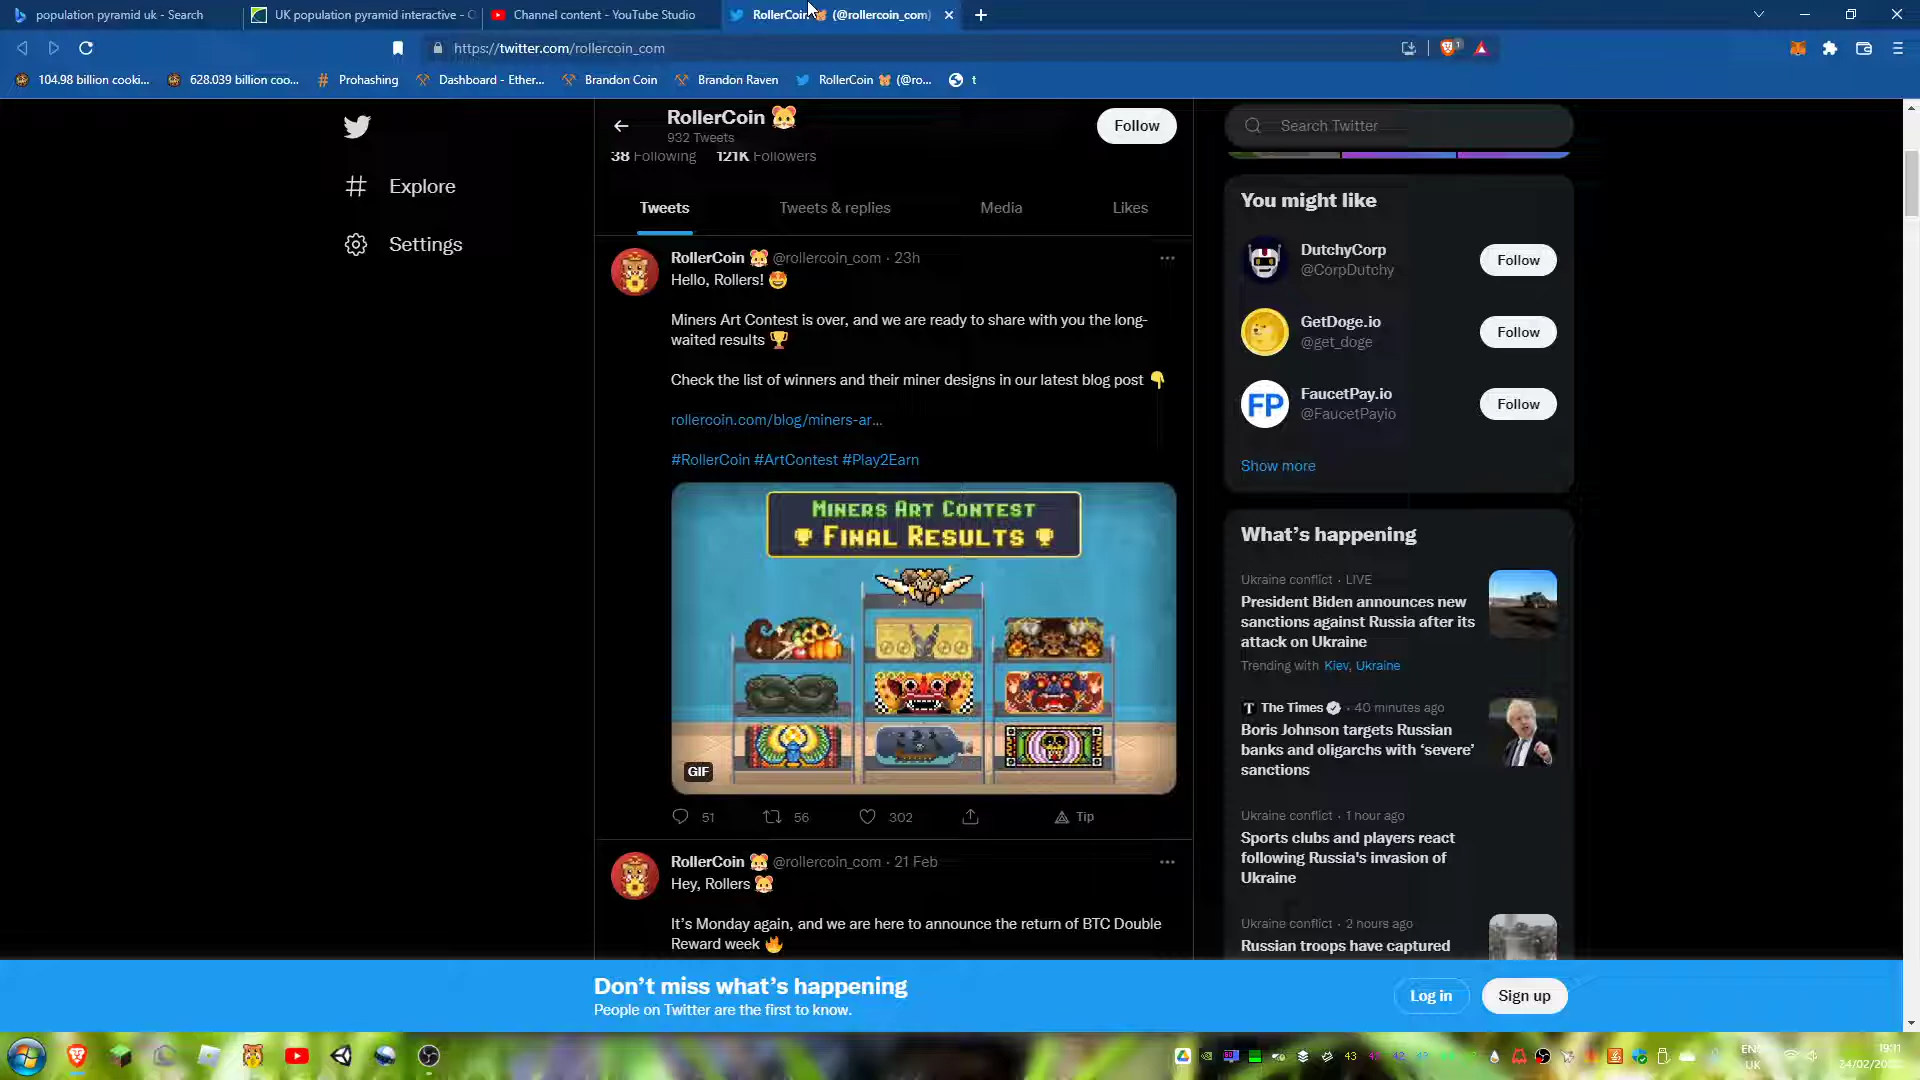 population pyramid uk - Search
UK population pyramid interactive -
Channel content - YouTube Studio
RollerCoin 🐹 (@rollercoin_com)
https://twitter.com/rollercoin_com
104.98 billion cooki...
628.039 billion coo...
Prohashing
Dashboard - Ether...
Brandon Coin
Brandon Raven
RollerCoin 🐹 (@ro...
t
Explore
Settings
RollerCoin 🐹
932 Tweets
Follow
38 Following 121K Followers
Tweets
Tweets & replies
Media
Likes
RollerCoin 🐹 @rollercoin_com · 23h
Hello, Rollers! 🤩
Miners Art Contest is over, and we are ready to share with you the long-
waited results 🏆
Check the list of winners and their miner designs in our latest blog post 👇
rollercoin.com/blog/miners-ar...
#RollerCoin #ArtContest #Play2Earn
MINERS ART CONTEST
FINAL RESULTS
GIF
51
56
302
Tip
RollerCoin 🐹 @rollercoin_com · 21 Feb
Hey, Rollers 🐹
It's Monday again, and we are here to announce the return of BTC Double
Reward week 🔥
Search Twitter
You might like
DutchyCorp
@CorpDutchy
Follow
GetDoge.io
@get_doge
Follow
FP
FaucetPay.io
@FaucetPayio
Follow
Show more
What's happening
Ukraine conflict · LIVE
President Biden announces new
sanctions against Russia after its
attack on Ukraine
Trending with Kiev, Ukraine
The Times · 40 minutes ago
Boris Johnson targets Russian
banks and oligarchs with 'severe'
sanctions
Ukraine conflict · 1 hour ago
Sports clubs and players react
following Russia's invasion of
Ukraine
Ukraine conflict · 2 hours ago
Russian troops have captured
Don't miss what's happening
People on Twitter are the first to know.
Log in
Sign up
43
ENG
UK
19:11